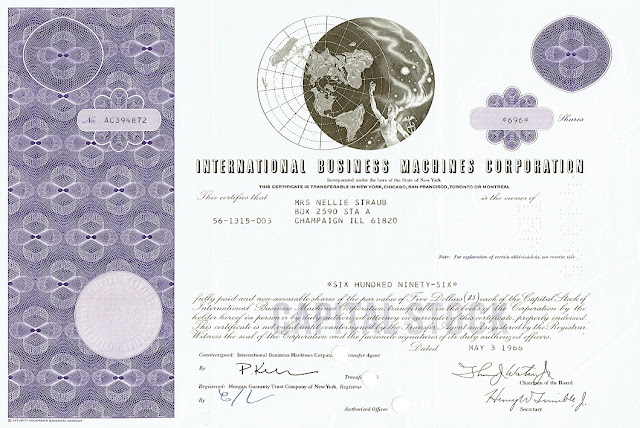 No. AC394872
*696* Shares
INTERNATIONAL BUSINESS MACHINES CORPORATION
Incorporated under the laws of the State of New York
THIS CERTIFICATE IS TRANSFERABLE IN NEW YORK, CHICAGO, SAN FRANCISCO, TORONTO OR MONTREAL
This certifies that MRS NELLIE STRAUB is the owner of
BOX 2590 STA A
56-1315-003 CHAMPAIGN ILL 61820
Note: For explanation of certain abbreviations, see reverse side.
*SIX HUNDRED NINETY-SIX*
fully paid and non-assessable shares of the par value of Five Dollars ($5) each of the Capital Stock of
International Business Machines Corporation transferable on the books of the Corporation by the
holder hereof in person or by duly authorized attorney on surrender of this certificate properly endorsed.
This certificate is not valid until countersigned by the Transfer Agent and registered by the Registrar.
Witness the seal of the Corporation and the facsimile signatures of its duly authorized officers.
CAPITAL STOCK
Dated MAY 3 1966
Countersigned: International Business Machines Transfer Agent
By
Chairman of the Board
Registered: Morgan Guaranty Trust Company of New York, Registrar
By
Authorized Officer
Secretary
SECURITY-COLUMBIAN BANKNOTE COMPANY